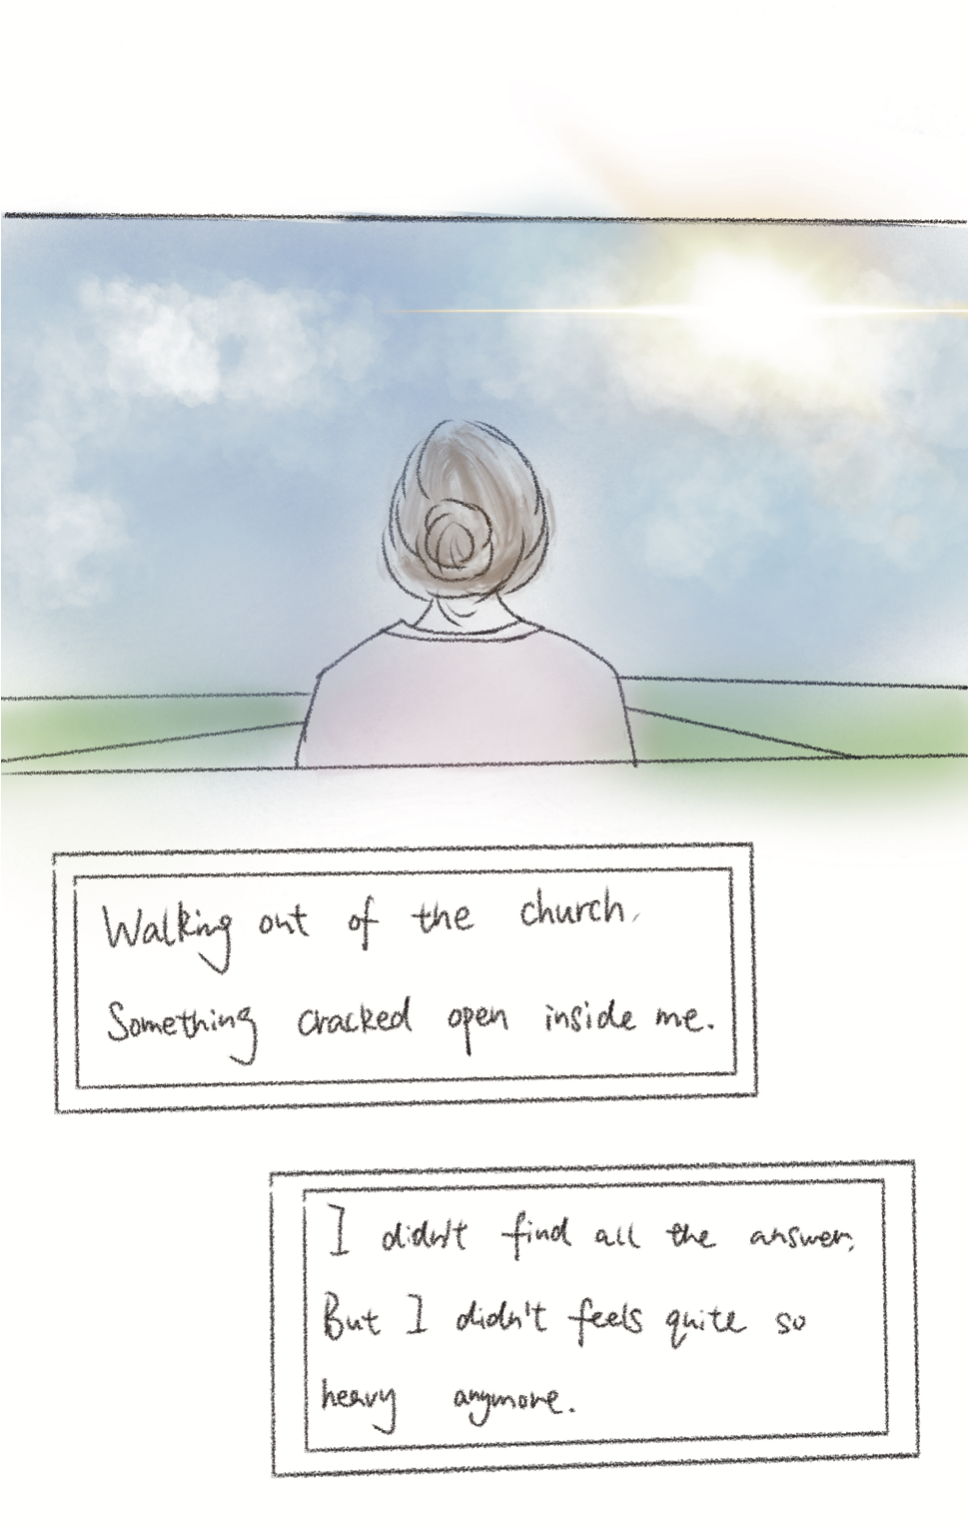 Walking out of the church,
Something cracked open inside me.
I didn't find all the answer,
But I didn't feels quite so
heavy anymore.